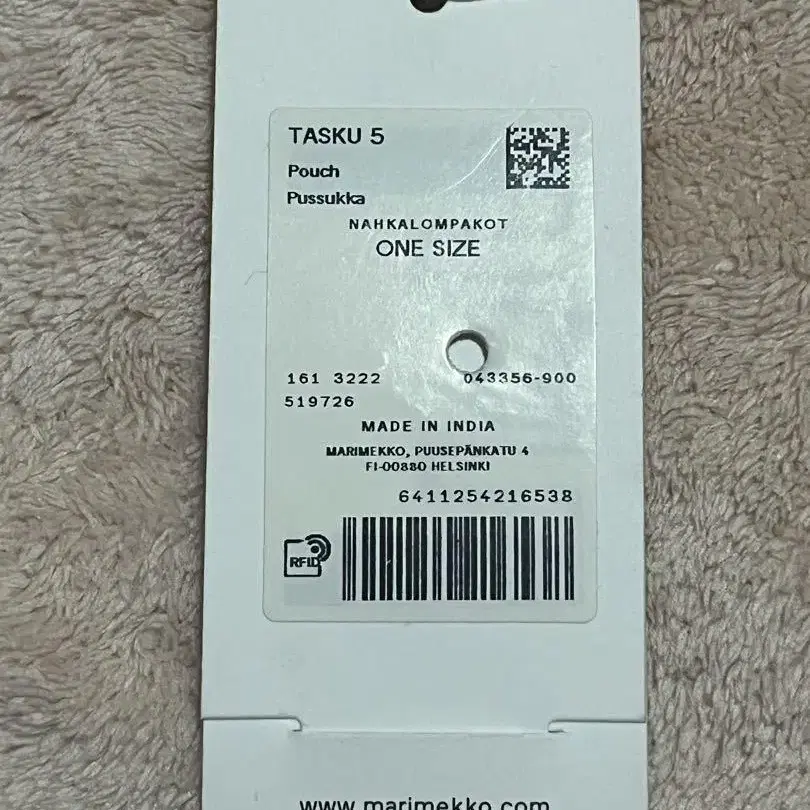 TASKU 5
Pouch
Pussukka
NAHKALOMPAKOT
ONE SIZE
161 3222 043356-900
519726
MADE IN INDIA
MARIMEKKO, PUUSEPÄNKATU 4
FI-00880 HELSINKI
6411254216538
RFID
www.marimekko.com